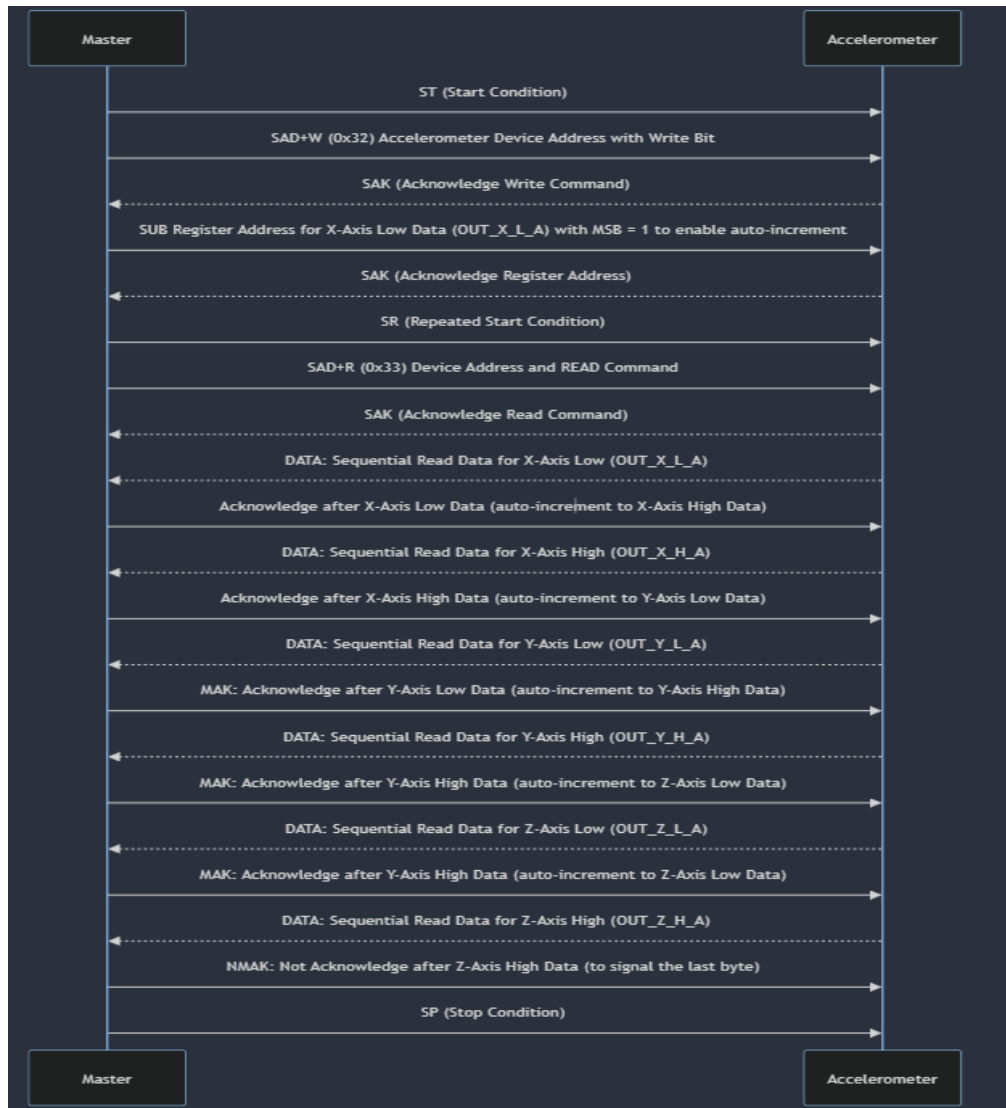 Master
Accelerometer
ST (Start Condition)
SAD+W (0x32) Accelerometer Device Address with Write Bit
SAK (Acknowledge Write Command)
SUB Register Address for X-Axis Low Data (OUT_X_L_A) with MSB = 1 to enable auto-increment
SAK (Acknowledge Register Address)
SR (Repeated Start Condition)
SAD+R (0x33) Device Address and READ Command
SAK (Acknowledge Read Command)
DATA: Sequential Read Data for X-Axis Low (OUT_X_L_A)
Acknowledge after X-Axis Low Data (auto-increment to X-Axis High Data)
DATA: Sequential Read Data for X-Axis High (OUT_X_H_A)
Acknowledge after X-Axis High Data (auto-increment to Y-Axis Low Data)
DATA: Sequential Read Data for Y-Axis Low (OUT_Y_L_A)
MAK: Acknowledge after Y-Axis Low Data (auto-increment to Y-Axis High Data)
DATA: Sequential Read Data for Y-Axis High (OUT_Y_H_A)
MAK: Acknowledge after Y-Axis High Data (auto-increment to Z-Axis Low Data)
DATA: Sequential Read Data for Z-Axis Low (OUT_Z_L_A)
MAK: Acknowledge after Y-Axis High Data (auto-increment to Z-Axis Low Data)
DATA: Sequential Read Data for Z-Axis High (OUT_Z_H_A)
NMAK: Not Acknowledge after Z-Axis High Data (to signal the last byte)
SP (Stop Condition)
Master
Accelerometer